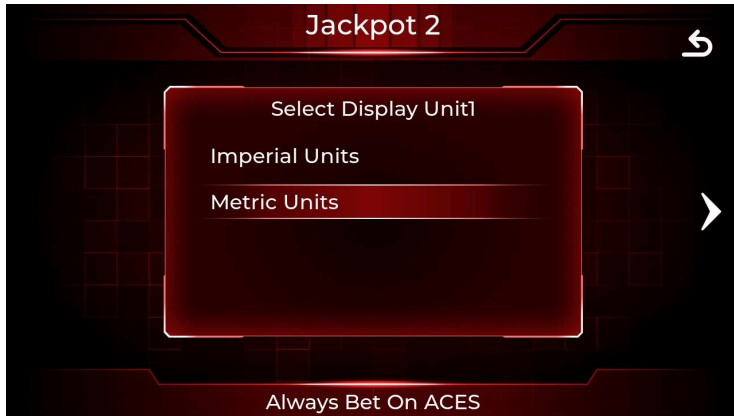 Jackpot 2
Select Display Unit1
Imperial Units
Metric Units
Always Bet On ACES